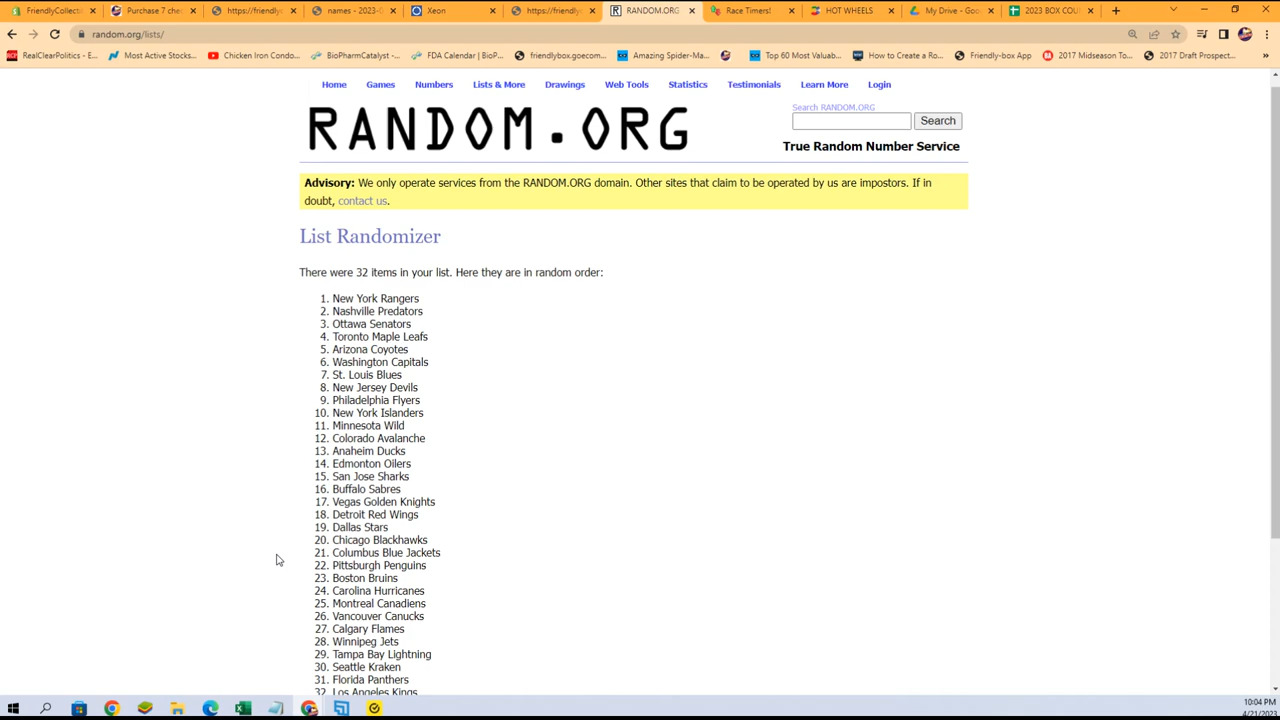 FriendlyCollecti
Purchase 7 chec
https://friendly
names - 2023-0
Xeon
https://friendly
RANDOM.ORG
Race Timers!
HOT WHEELS
My Drive - Goo
2023 BOX COU
random.org/lists/
RealClearPolitics - E...
Most Active Stocks...
Chicken Iron Condo...
BioPharmCatalyst -...
FDA Calendar | BioP...
friendlybox.goecom...
Amazing Spider-Ma...
Top 60 Most Valuab...
How to Create a Ro...
Friendly-box App
2017 Midseason To...
2017 Draft Prospect...
Home Games Numbers Lists & More Drawings Web Tools Statistics Testimonials Learn More Login
RANDOM.ORG
Search RANDOM.ORG
Search
True Random Number Service
Advisory: We only operate services from the RANDOM.ORG domain. Other sites that claim to be operated by us are impostors. If in
doubt, contact us.
List Randomizer
There were 32 items in your list. Here they are in random order:
1. New York Rangers
2. Nashville Predators
3. Ottawa Senators
4. Toronto Maple Leafs
5. Arizona Coyotes
6. Washington Capitals
7. St. Louis Blues
8. New Jersey Devils
9. Philadelphia Flyers
10. New York Islanders
11. Minnesota Wild
12. Colorado Avalanche
13. Anaheim Ducks
14. Edmonton Oilers
15. San Jose Sharks
16. Buffalo Sabres
17. Vegas Golden Knights
18. Detroit Red Wings
19. Dallas Stars
20. Chicago Blackhawks
21. Columbus Blue Jackets
22. Pittsburgh Penguins
23. Boston Bruins
24. Carolina Hurricanes
25. Montreal Canadiens
26. Vancouver Canucks
27. Calgary Flames
28. Winnipeg Jets
29. Tampa Bay Lightning
30. Seattle Kraken
31. Florida Panthers
32. Los Angeles Kings
10:04 PM
4/21/2023